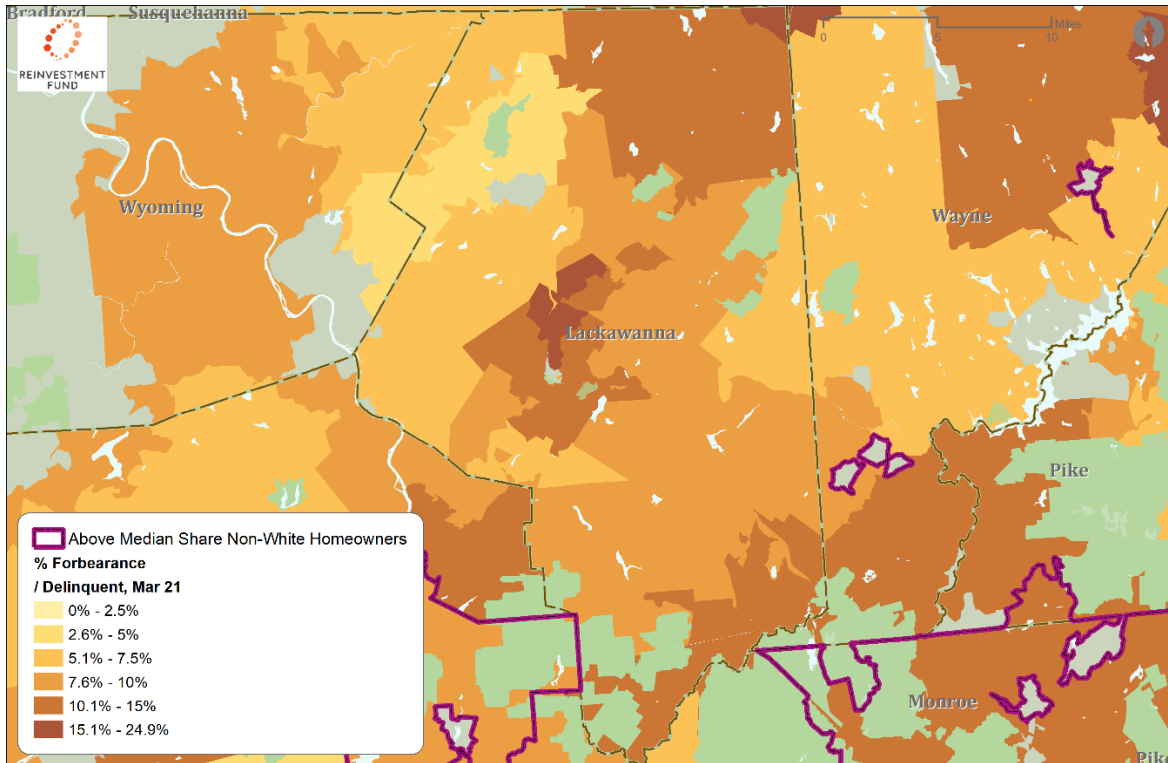 Bradford
Susquehanna
REINVESTMENT
FUND
Miles
0 5 10
Wyoming
Wayne
Lackawanna
Pike
Monroe
Pik
Above Median Share Non-White Homeowners
% Forbearance
/ Delinquent, Mar 21
0% - 2.5%
2.6% - 5%
5.1% - 7.5%
7.6% - 10%
10.1% - 15%
15.1% - 24.9%